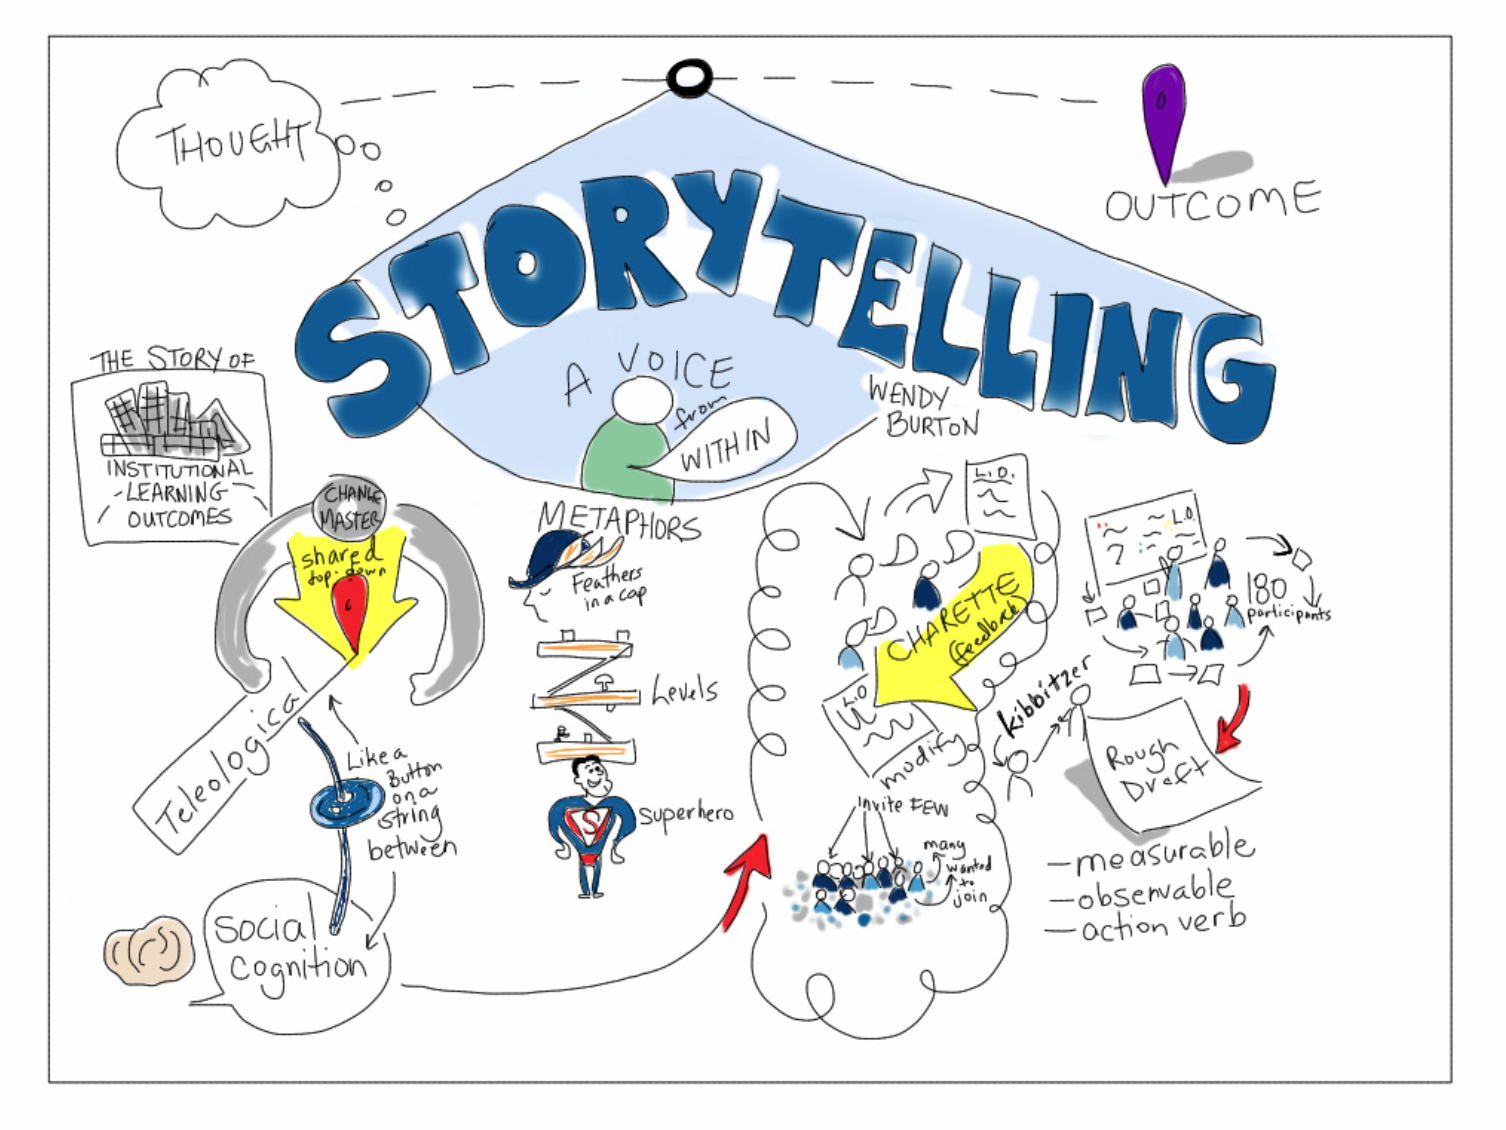 THOUGHT
OUTCOME
STORYTELLING
A VOICE
from
WITHIN
WENDY
BURTON
THE STORY OF
INSTITUTIONAL
-LEARNING-
OUTCOMES
CHANGE
MASTER
shared
top-down
Teleological
Like a
Button
on a
string
between
social
cognition
METAPHORS
Feathers
in a cap
Levels
S
Superhero
L.O.
CHARETTE
(feedback)
L.O
modify
Invite FEW
many
wanted
to
join
L.O.
?
180
participants
Kibbitzer
Rough
Draft
- measurable
- observable
- action verb